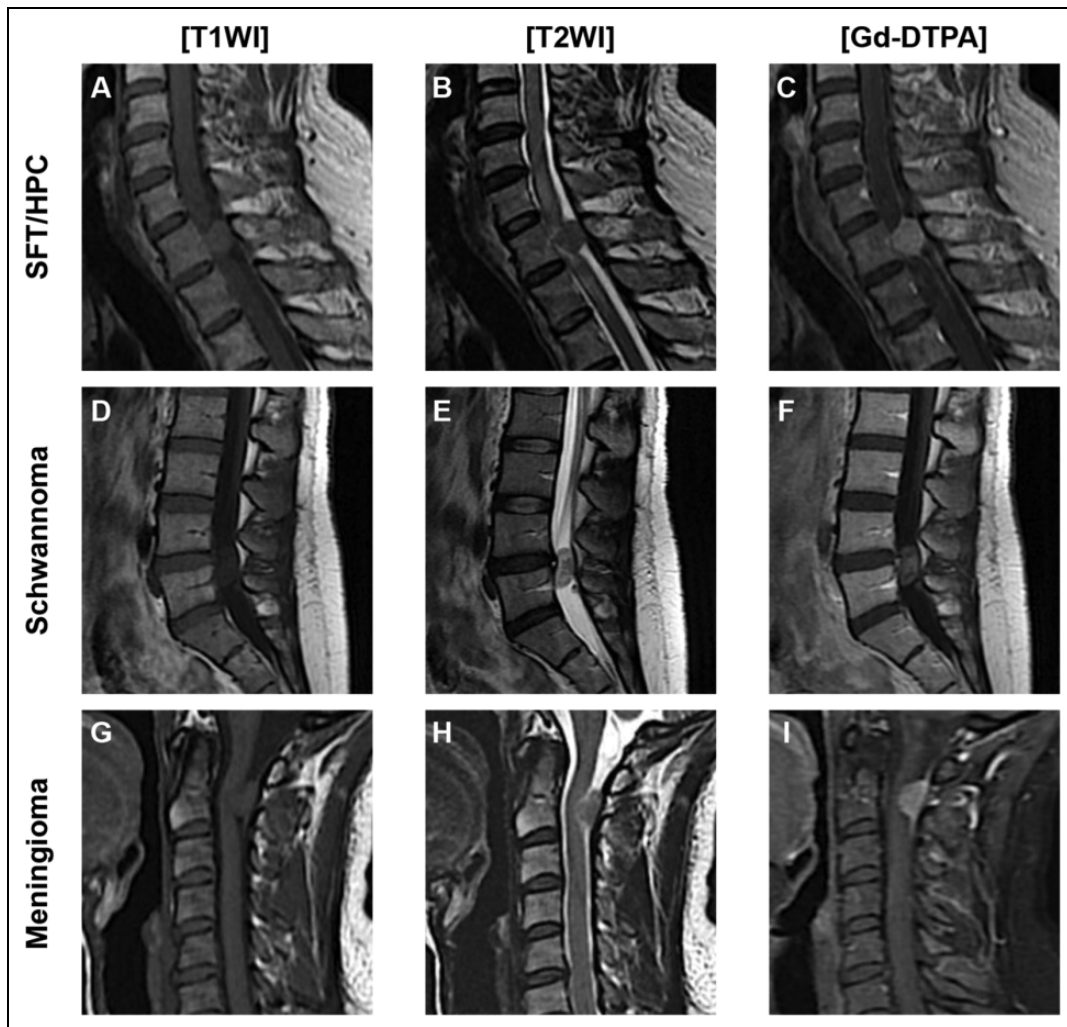 [T1WI] [T2WI] [Gd-DTPA]
SFT/HPC
A B C
Schwannoma
D E F
Meningioma
G H I